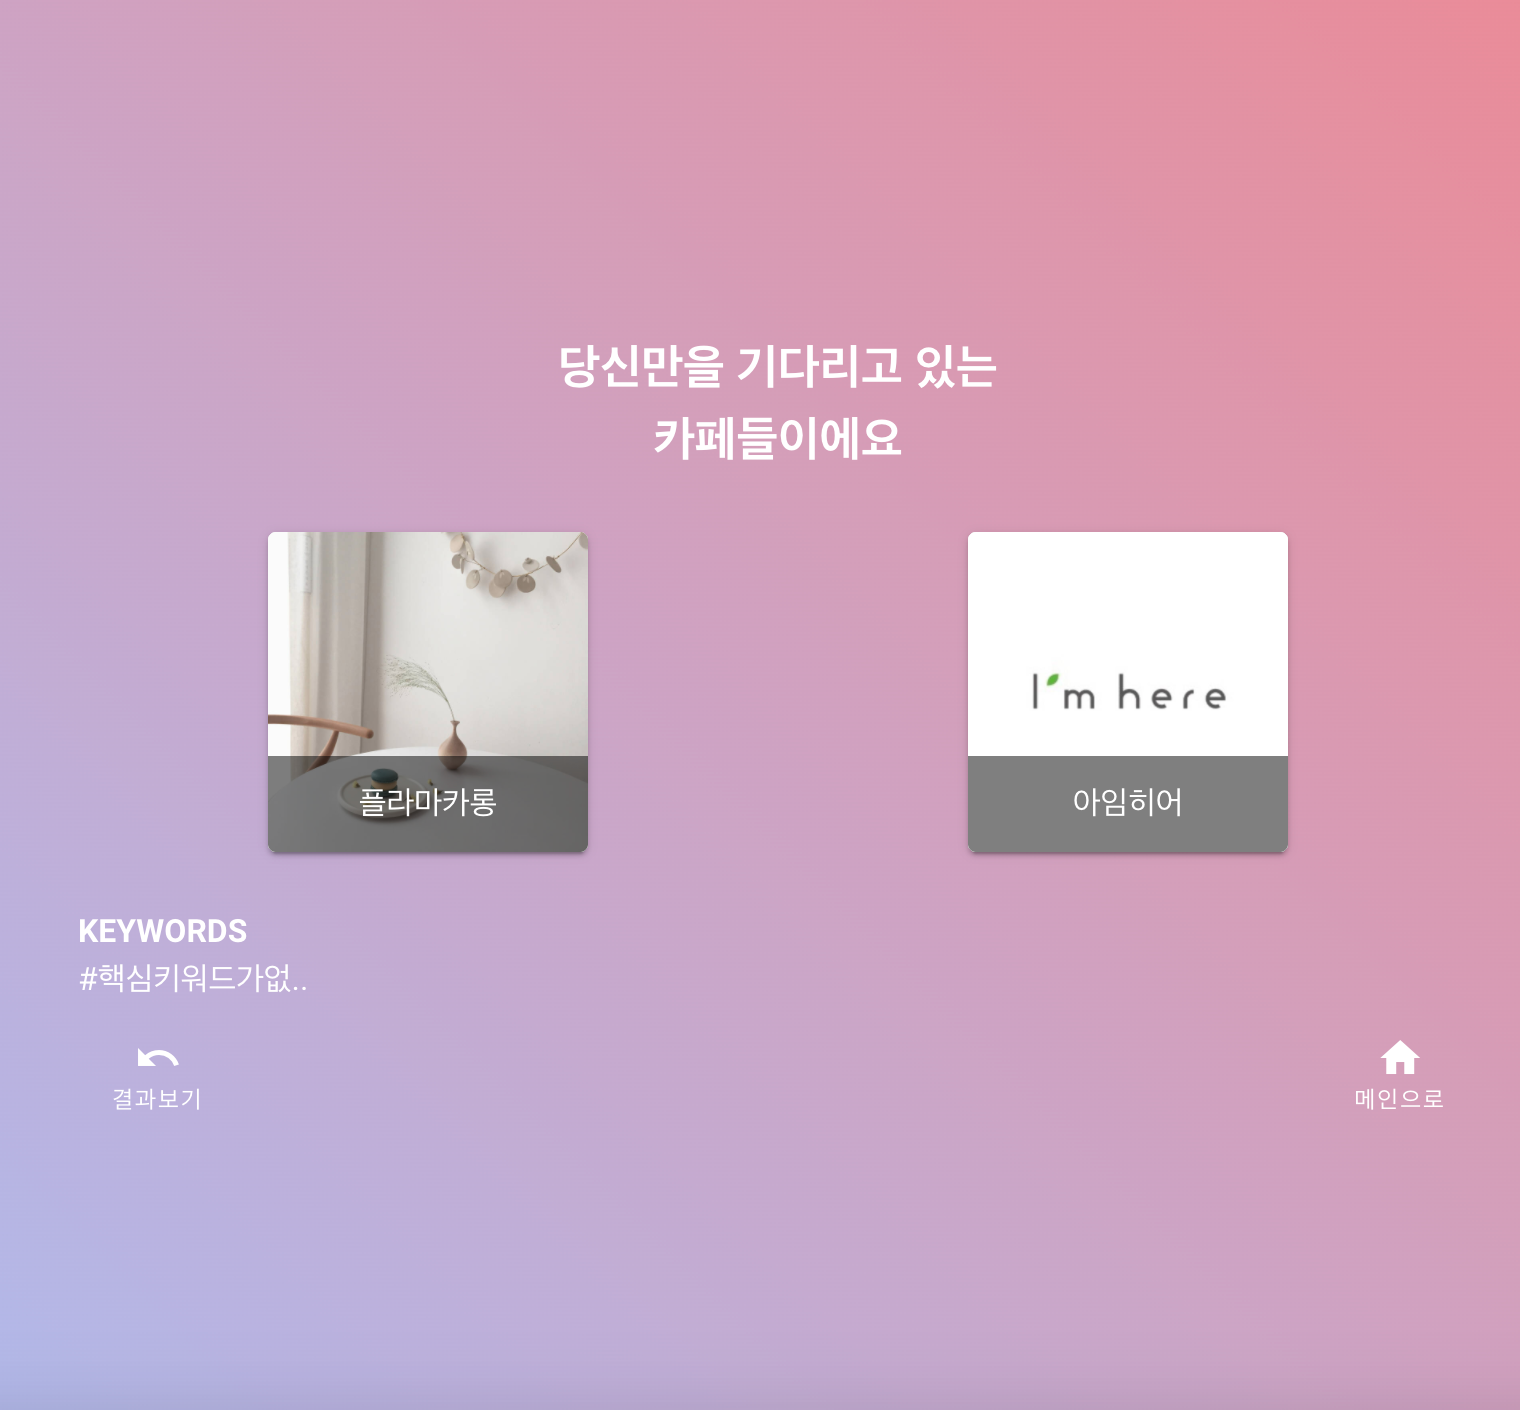 당신만을 기다리고 있는
카페들이에요
I'm here
플라마카롱
아임히어
KEYWORDS
#핵심키워드가없..
결과보기
메인으로